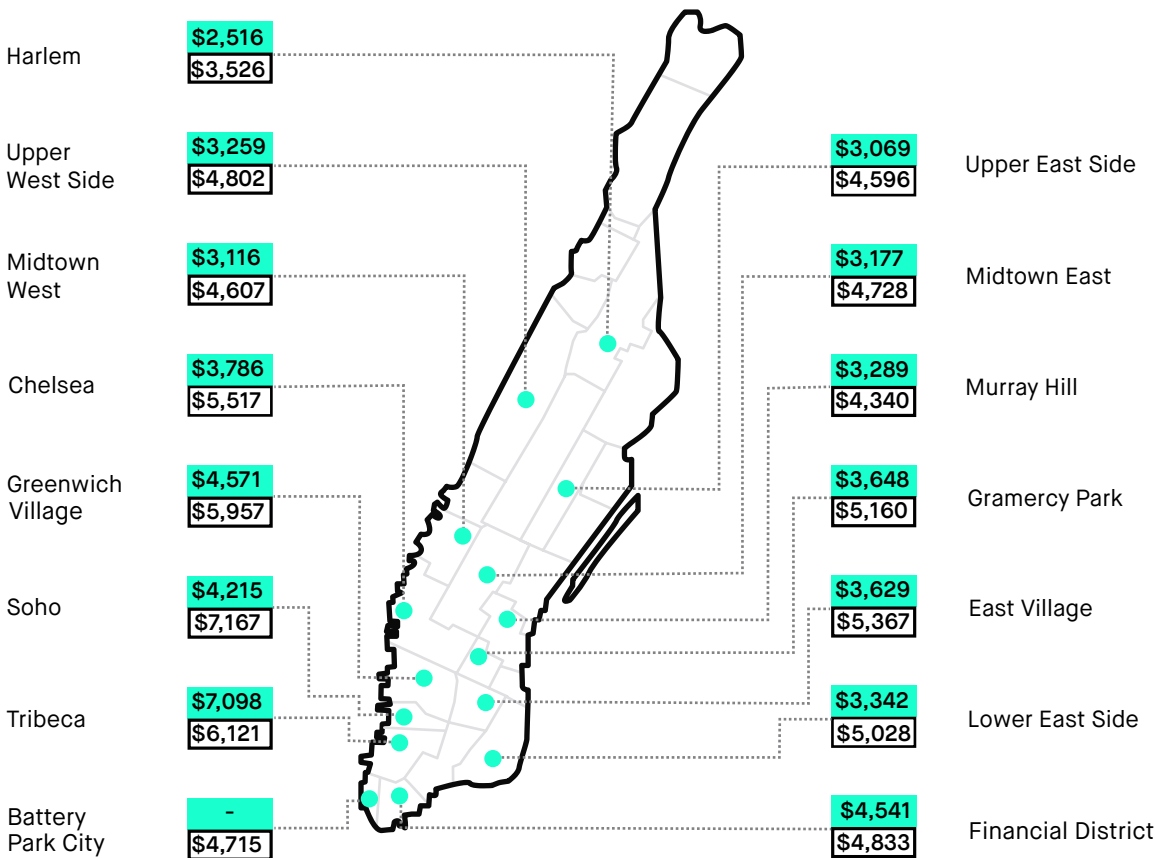 Harlem
$2,516
$3,526
Upper
West Side
$3,259
$4,802
Midtown
West
$3,116
$4,607
Chelsea
$3,786
$5,517
Greenwich
Village
$4,571
$5,957
Soho
$4,215
$7,167
Tribeca
$7,098
$6,121
Battery
Park City
-
$4,715
$3,069
$4,596
Upper East Side
$3,177
$4,728
Midtown East
$3,289
$4,340
Murray Hill
$3,648
$5,160
Gramercy Park
$3,629
$5,367
East Village
$3,342
$5,028
Lower East Side
$4,541
$4,833
Financial District